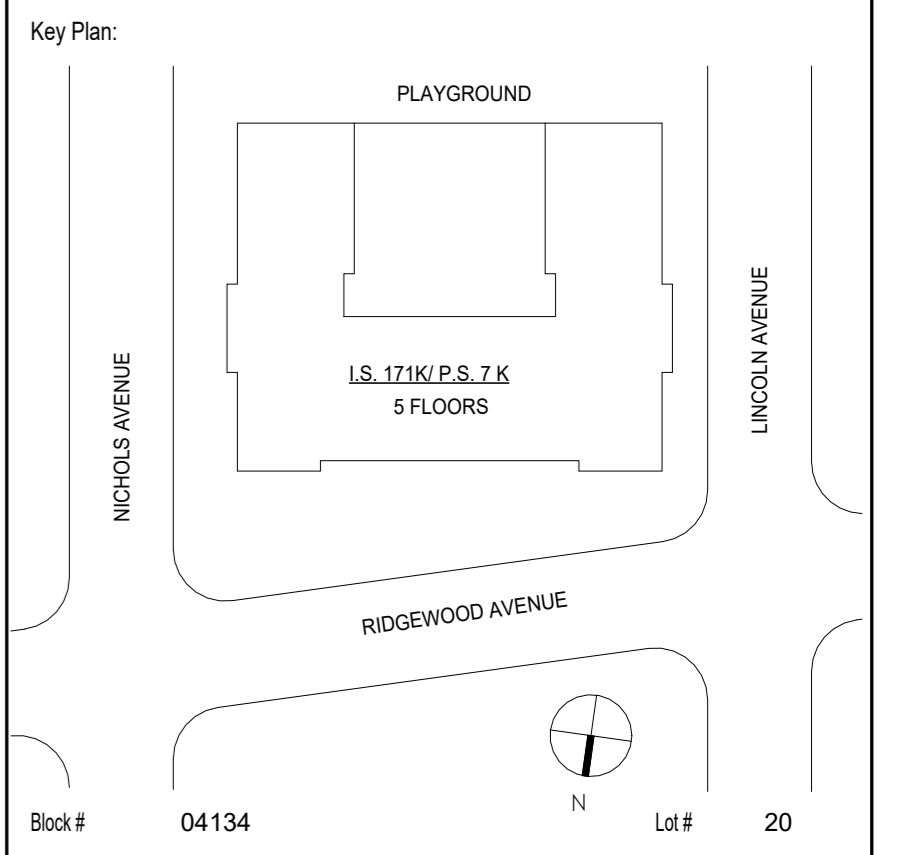 Key Plan:
PLAYGROUND
LINCOLN AVENUE
NICHOLS AVENUE
I.S. 171K/ P.S. 7 K
5 FLOORS
RIDGEWOOD AVENUE
N
Block # 04134 Lot # 20